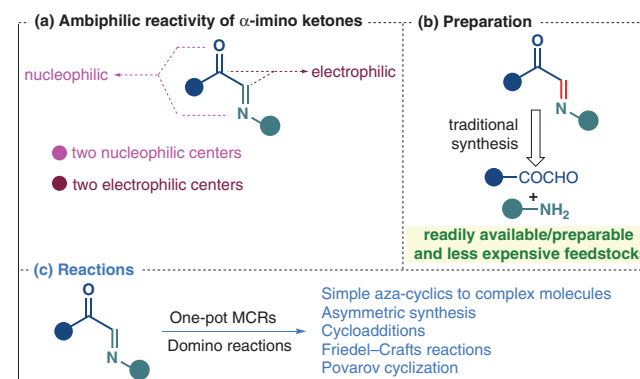 (a) Ambiphilic reactivity of α-imino ketones
O
nucleophilic
electrophilic
N
two nucleophilic centers
two electrophilic centers
(b) Preparation
O
N
traditional
synthesis
COCHO
+
NH₂
readily available/preparable
and less expensive feedstock
(c) Reactions
O
N
One-pot MCRs
Domino reactions
Simple aza-cyclics to complex molecules
Asymmetric synthesis
Cycloadditions
Friedel–Crafts reactions
Povarov cyclization